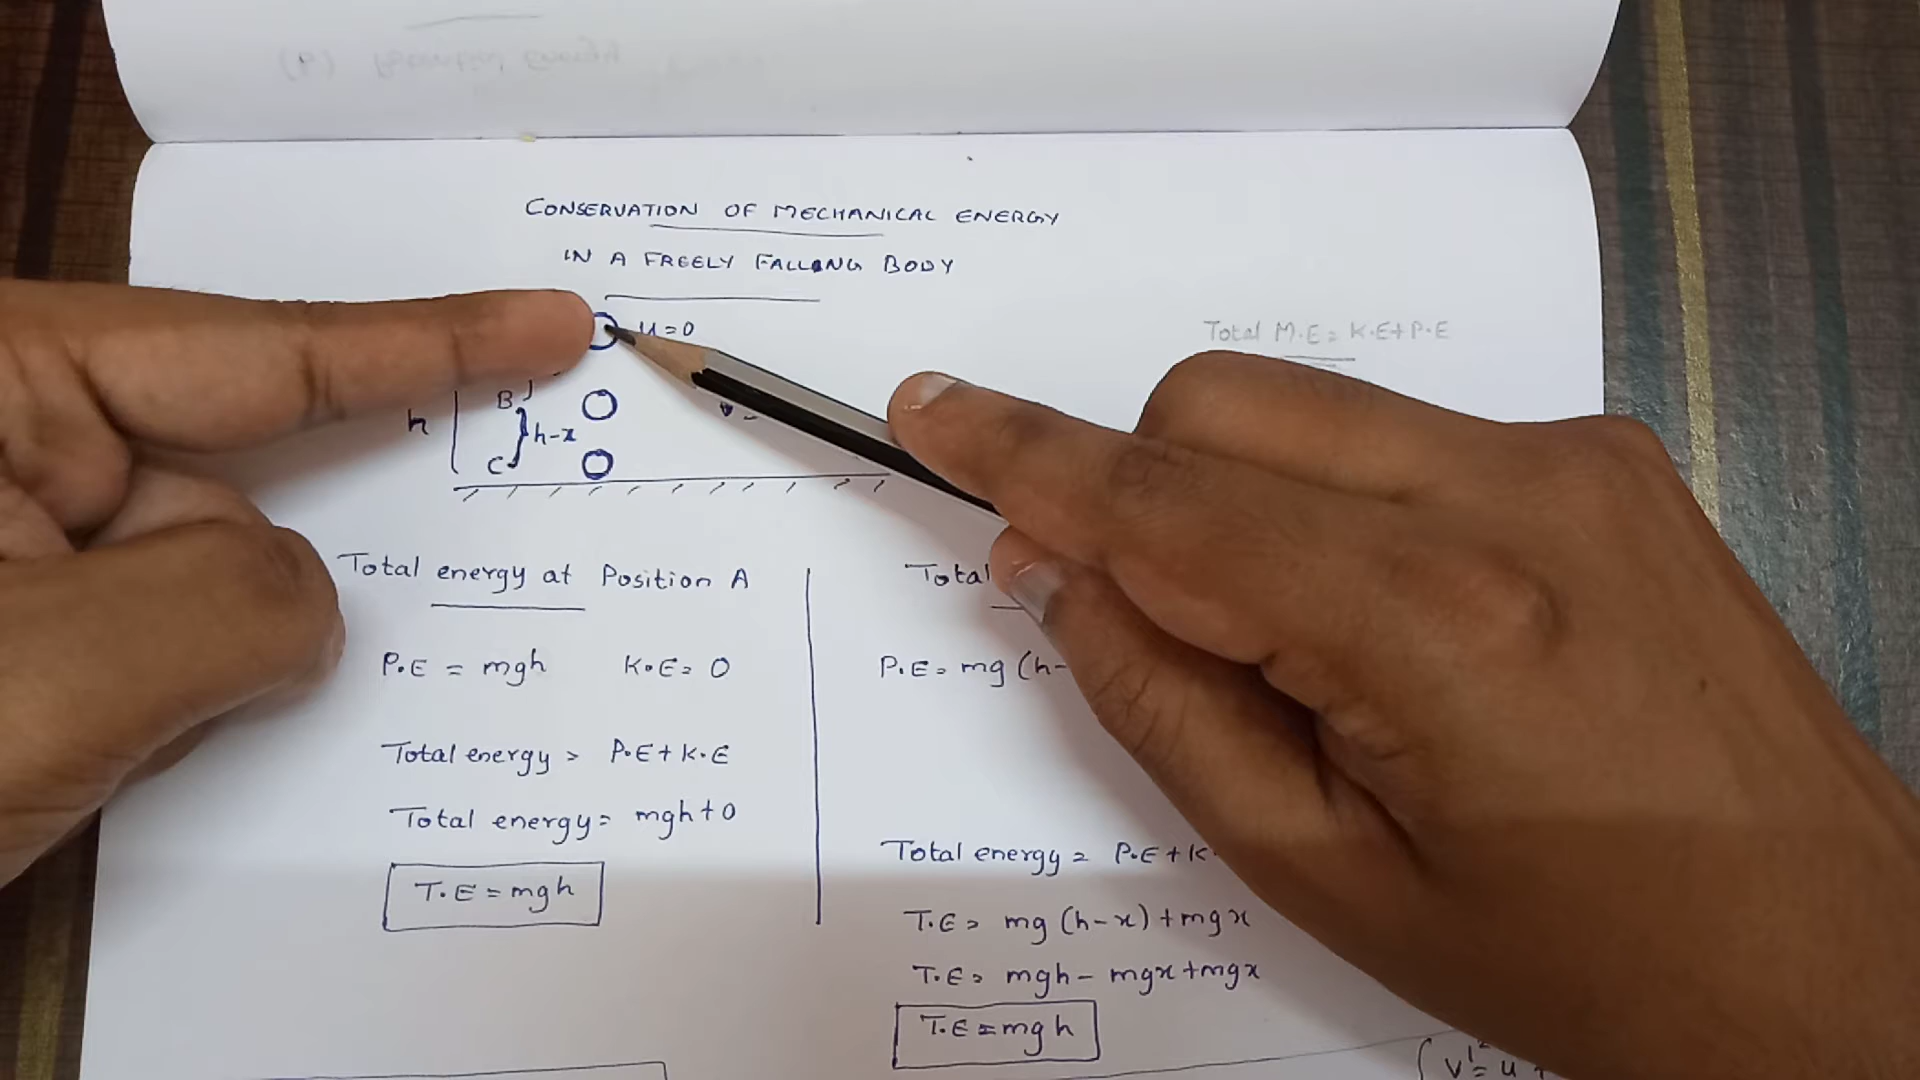 CONSERVATION OF MECHANICAL ENERGY
IN A FREELY FALLING BODY
u=0
Total M.E = K.E+P.E
B
h
h-x
C
Total energy at Position A
P.E = mgh K.E = 0
Total energy = P.E + K.E
Total energy = mgh + 0
T.E = mgh
Total
P.E = mg (h-
Total energy = P.E + K.
T.E = mg (h-x) + mgx
T.E = mgh - mgx + mgx
T.E = mgh